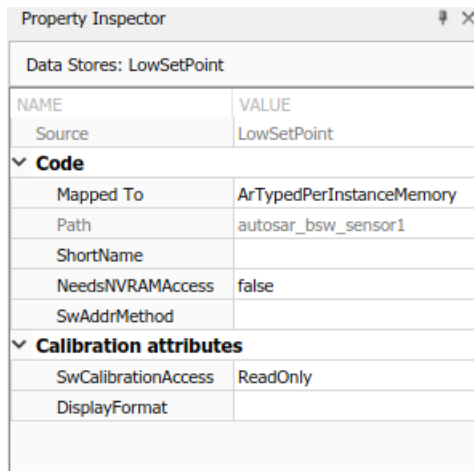 Property Inspector
Data Stores: LowSetPoint
NAME VALUE
Source LowSetPoint
Code
Mapped To ArTypedPerInstanceMemory
Path autosar_bsw_sensor1
ShortName
NeedsNVRAMAccess false
SwAddrMethod
Calibration attributes
SwCalibrationAccess ReadOnly
DisplayFormat